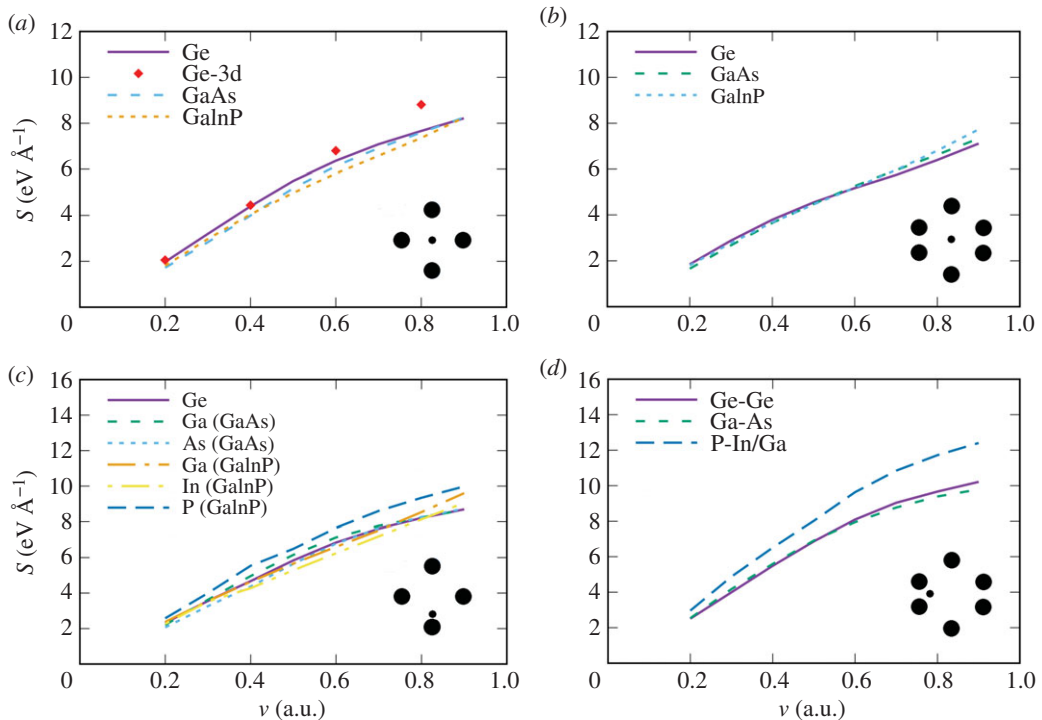 (a)
12
10
8
6
4
2
0
S (eV Å−1)
Ge
Ge-3d
GaAs
GalnP
0.2
0.4
0.6
0.8
1.0
(b)
12
10
8
6
4
2
0
Ge
GaAs
GalnP
0.2
0.4
0.6
0.8
1.0
(c)
16
14
12
10
8
6
4
2
0
S (eV Å−1)
Ge
Ga (GaAs)
As (GaAs)
Ga (GalnP)
In (GalnP)
P (GalnP)
0.2
0.4
0.6
0.8
1.0
v (a.u.)
(d)
16
14
12
10
8
6
4
2
0
Ge-Ge
Ga-As
P-In/Ga
0.2
0.4
0.6
0.8
1.0
v (a.u.)